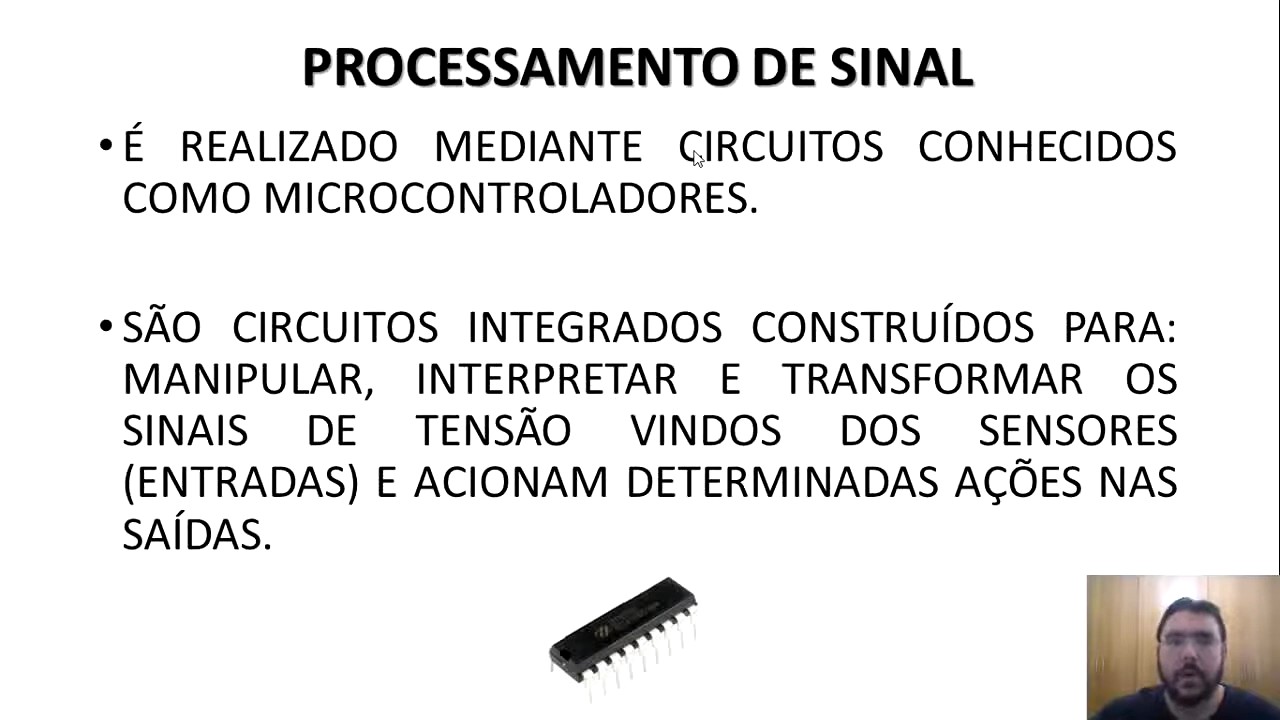 PROCESSAMENTO DE SINAL
• É REALIZADO MEDIANTE CIRCUITOS CONHECIDOS
COMO MICROCONTROLADORES.
• SÃO CIRCUITOS INTEGRADOS CONSTRUÍDOS PARA:
MANIPULAR, INTERPRETAR E TRANSFORMAR OS
SINAIS DE TENSÃO VINDOS DOS SENSORES
(ENTRADAS) E ACIONAM DETERMINADAS AÇÕES NAS
SAÍDAS.